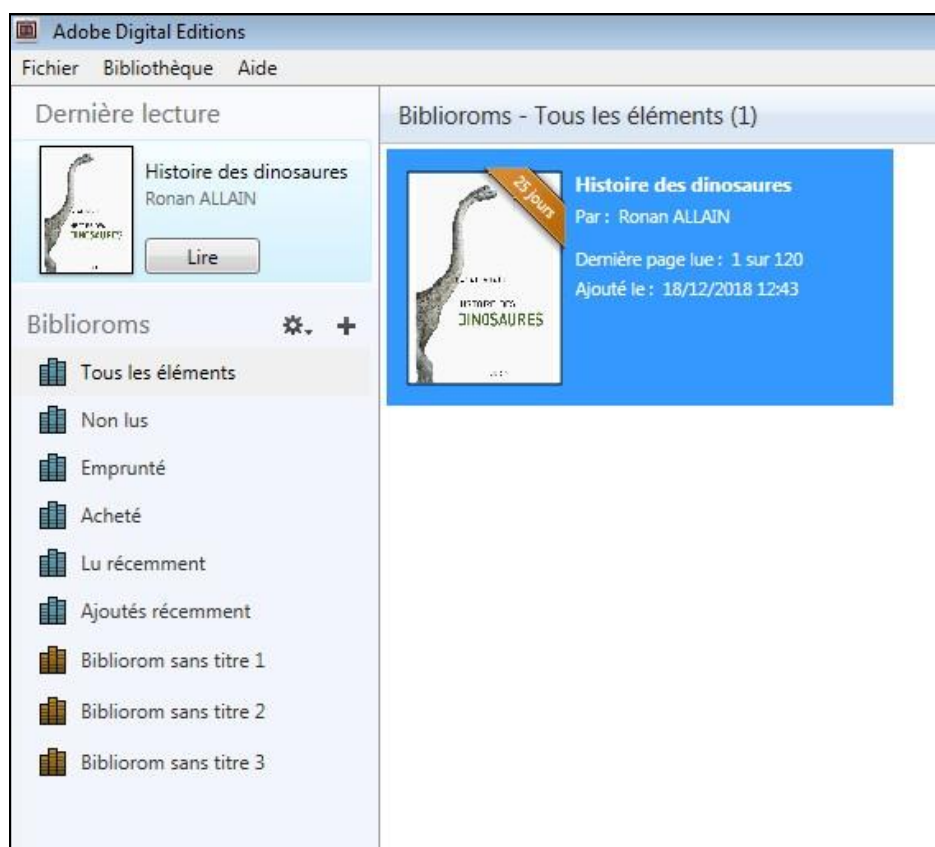 Adobe Digital Editions
Fichier Bibliothèque Aide
Dernière lecture
Histoire des dinosaures
Ronan ALLAIN
DINOSAURES
Lire
Biblioroms
Tous les éléments
Non lus
Emprunté
Acheté
Lu récemment
Ajoutés récemment
Bibliorom sans titre 1
Bibliorom sans titre 2
Bibliorom sans titre 3
Biblioroms - Tous les éléments (1)
25 jours
HISTOIRE DES
DINOSAURES
Histoire des dinosaures
Par : Ronan ALLAIN
Dernière page lue : 1 sur 120
Ajouté le : 18/12/2018 12:43